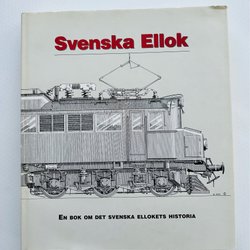 Svenska Ellok
EN BOK OM DET SVENSKA ELLOKETS HISTORIA